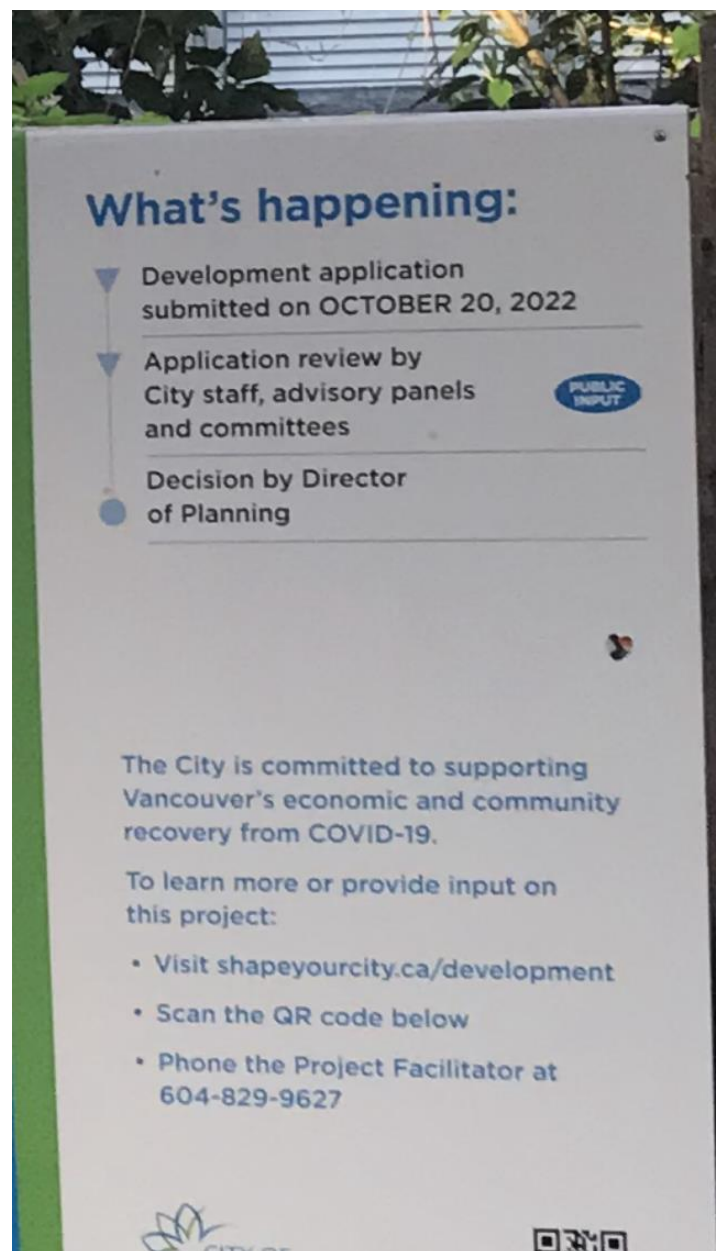 What's happening:
Development application
submitted on OCTOBER 20, 2022
Application review by
City staff, advisory panels
and committees
PUBLIC
INPUT
Decision by Director
of Planning
The City is committed to supporting
Vancouver's economic and community
recovery from COVID-19.
To learn more or provide input on
this project:
• Visit shapeyourcity.ca/development
• Scan the QR code below
• Phone the Project Facilitator at
604-829-9627